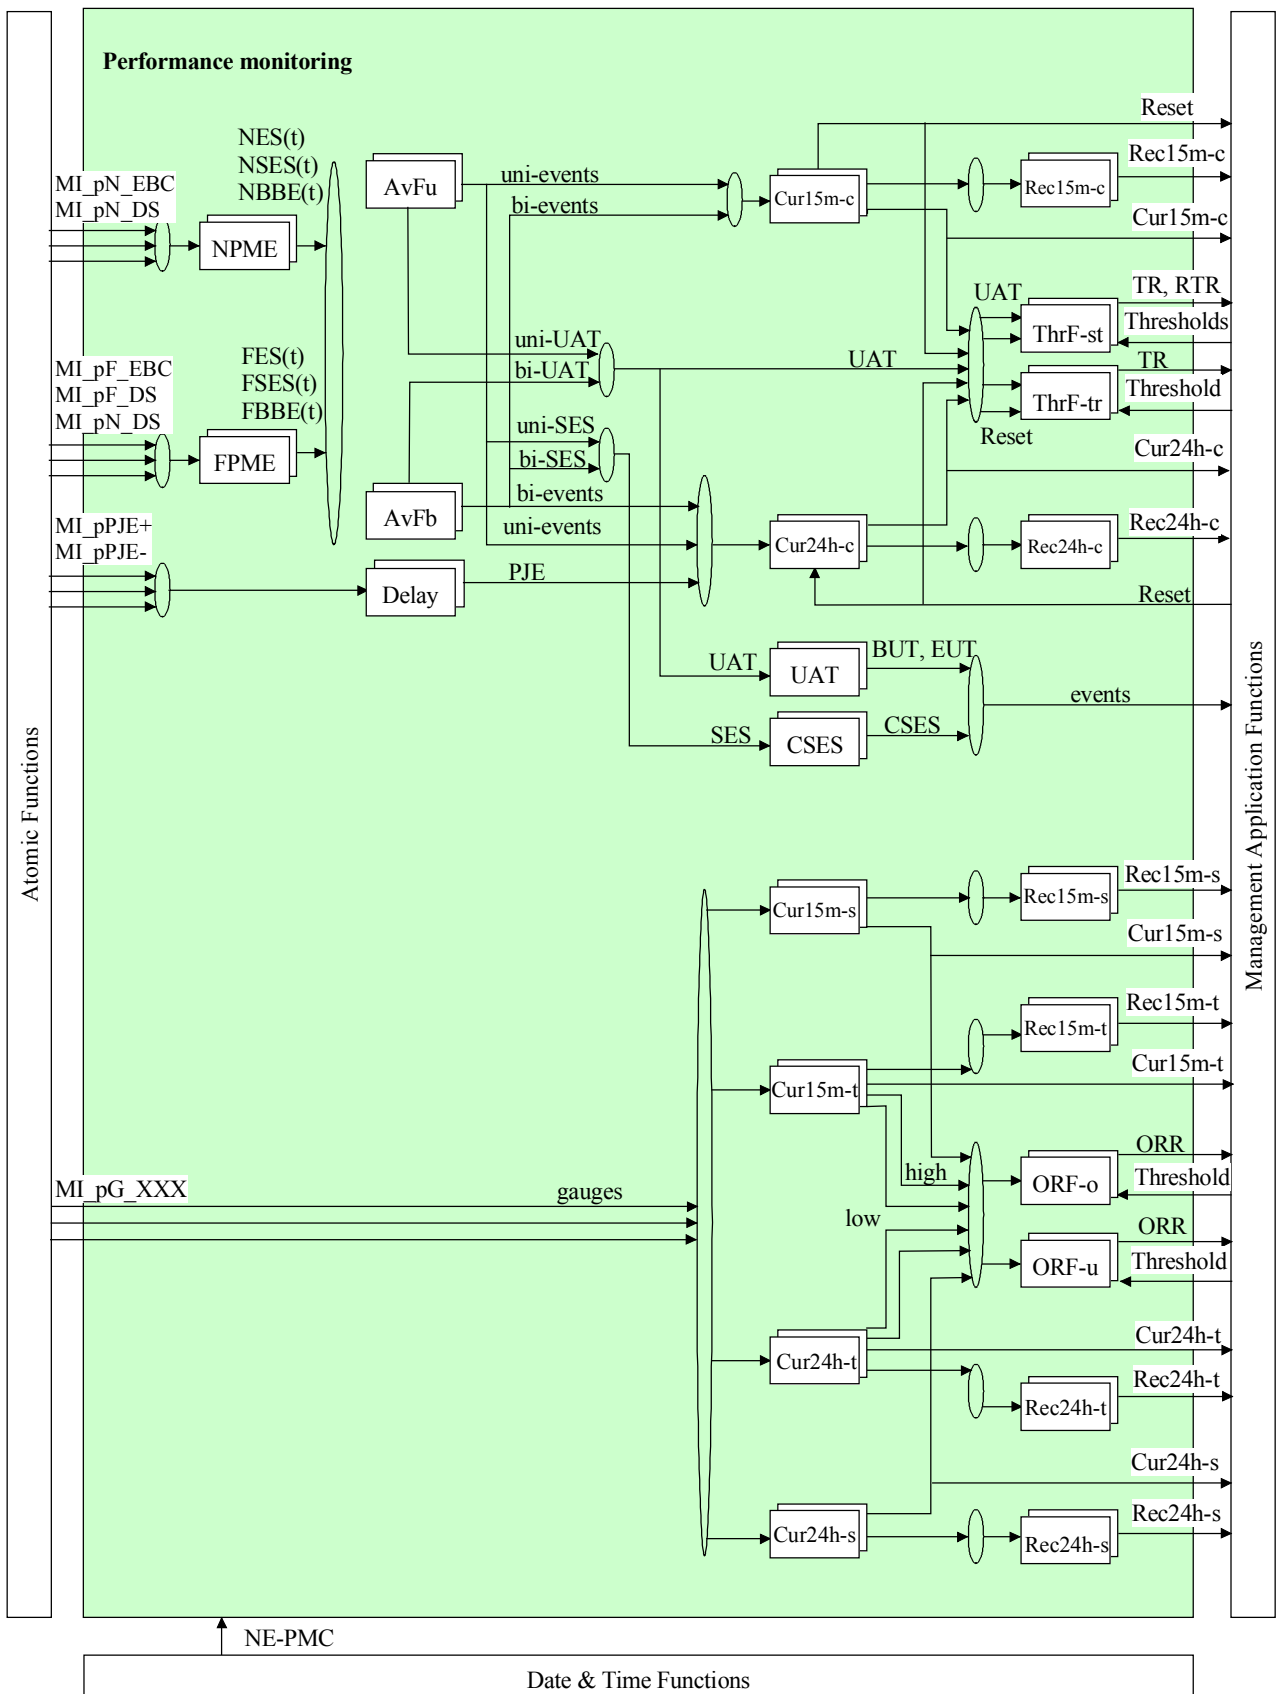 Performance monitoring
Reset
NES(t)
NSES(t)
NBBE(t)
Rec15m-c
MI_pN_EBC
MI_pN_DS
AvFu
uni-events
bi-events
Cur15m-c
Rec15m-c
Cur15m-c
NPME
UAT
TR, RTR
ThrF-st
Thresholds
FES(t)
FSES(t)
FBBE(t)
uni-UAT
bi-UAT
UAT
TR
MI_pF_EBC
MI_pF_DS
MI_pN_DS
ThrF-tr
Threshold
uni-SES
bi-SES
Reset
Cur24h-c
FPME
bi-events
uni-events
AvFb
MI_pPJE+
MI_pPJE-
Cur24h-c
Rec24h-c
Rec24h-c
Delay
PJE
Reset
UAT
UAT
BUT, EUT
events
SES
CSES
CSES
Atomic Functions
Management Application Functions
Cur15m-s
Rec15m-s
Rec15m-s
Cur15m-s
Rec15m-t
Rec15m-t
Cur15m-t
Cur15m-t
ORR
high
ORF-o
Threshold
MI_pG_XXX
gauges
low
ORR
ORF-u
Threshold
Cur24h-t
Cur24h-t
Rec24h-t
Rec24h-t
Cur24h-s
Cur24h-s
Rec24h-s
Rec24h-s
NE-PMC
Date & Time Functions